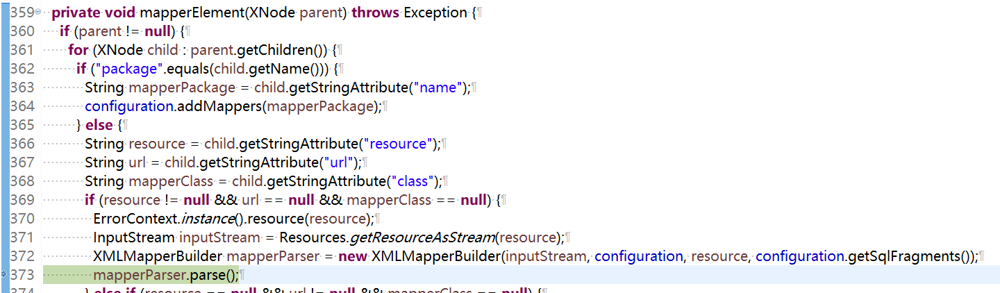 359 private void mapperElement(XNode parent) throws Exception {¶
360 if (parent != null) {¶
361 for (XNode child : parent.getChildren()) {¶
362 if ("package".equals(child.getName())) {¶
363 String mapperPackage = child.getStringAttribute("name");¶
364 configuration.addMappers(mapperPackage);¶
365 } else {¶
366 String resource = child.getStringAttribute("resource");¶
367 String url = child.getStringAttribute("url");¶
368 String mapperClass = child.getStringAttribute("class");¶
369 if (resource != null && url == null && mapperClass == null) {¶
370 ErrorContext.instance().resource(resource);¶
371 InputStream inputStream = Resources.getResourceAsStream(resource);¶
372 XMLMapperBuilder mapperParser = new XMLMapperBuilder(inputStream, configuration, resource, configuration.getSqlFragments());¶
373 mapperParser.parse();¶
374 } else if (resource == null && url != null && mapperClass == null) {¶